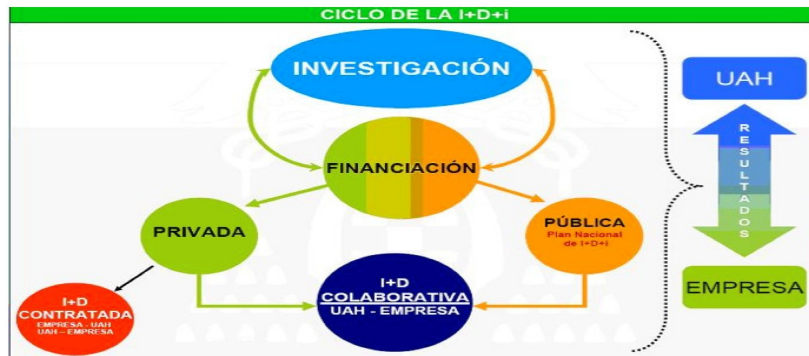 CICLO DE LA I+D+i
INVESTIGACIÓN
UAH
FINANCIACIÓN
RESULTADOS
PRIVADA
PÚBLICA
Plan Nacional
de I+D+i
I+D
COLABORATIVA
UAH - EMPRESA
EMPRESA
I+D
CONTRATADA
EMPRESA - UAH
UAH – EMPRESA